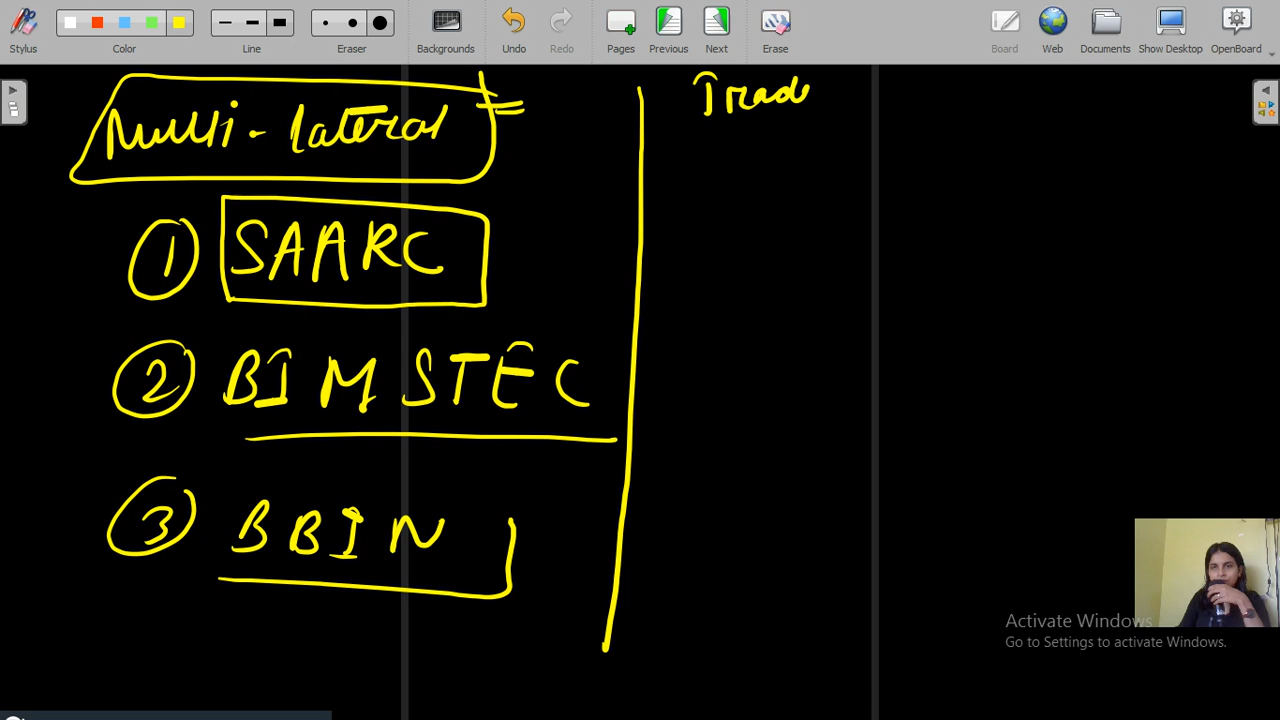 Stylus
Color
Line
Eraser
Backgrounds
Undo
Redo
Pages
Previous
Next
Erase
Board
Web
Documents
Show Desktop
OpenBoard
Multi-lateral =
1 SAARC
2 BIMSTEC
3 BBIN
Trade
Activate Windows
Go to Settings to activate Windows.